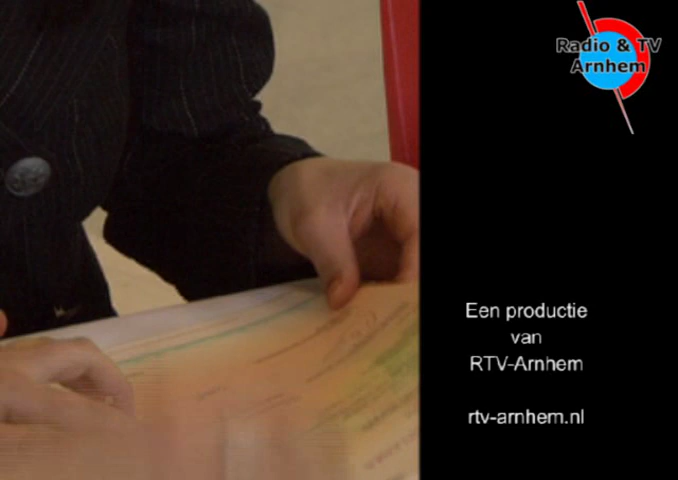 Radio & TV
Arnhem
Een productie
van
RTV-Arnhem
rtv-arnhem.nl